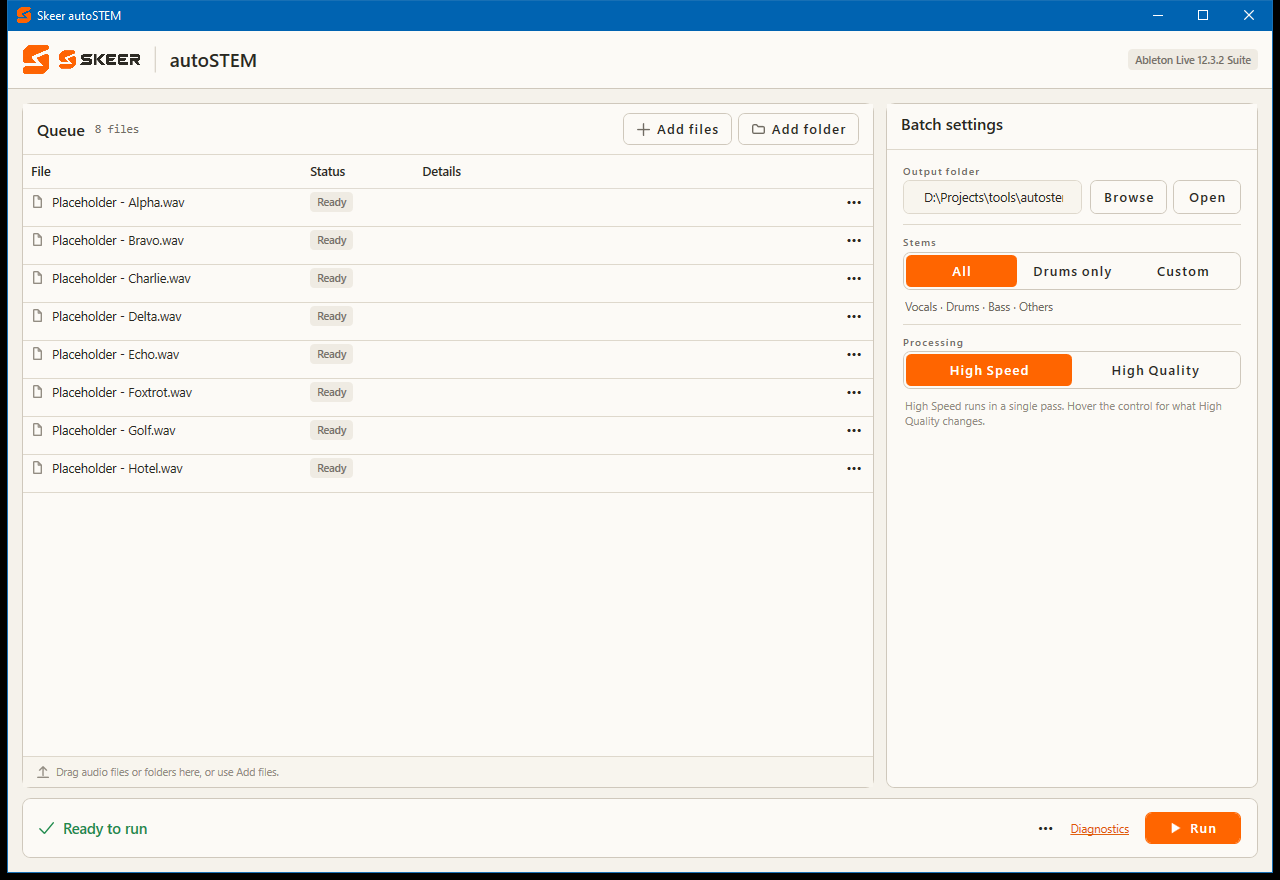 Skeer autoSTEM
SKEER autoSTEM
Ableton Live 12.3.2 Suite
Queue 8 files
Add files
Add folder
File Status Details
Placeholder - Alpha.wav Ready
Placeholder - Bravo.wav Ready
Placeholder - Charlie.wav Ready
Placeholder - Delta.wav Ready
Placeholder - Echo.wav Ready
Placeholder - Foxtrot.wav Ready
Placeholder - Golf.wav Ready
Placeholder - Hotel.wav Ready
Drag audio files or folders here, or use Add files.
Batch settings
Output folder
D:\Projects\tools\autoste Browse Open
Stems
All Drums only Custom
Vocals · Drums · Bass · Others
Processing
High Speed High Quality
High Speed runs in a single pass. Hover the control for what High
Quality changes.
Ready to run
Diagnostics
Run